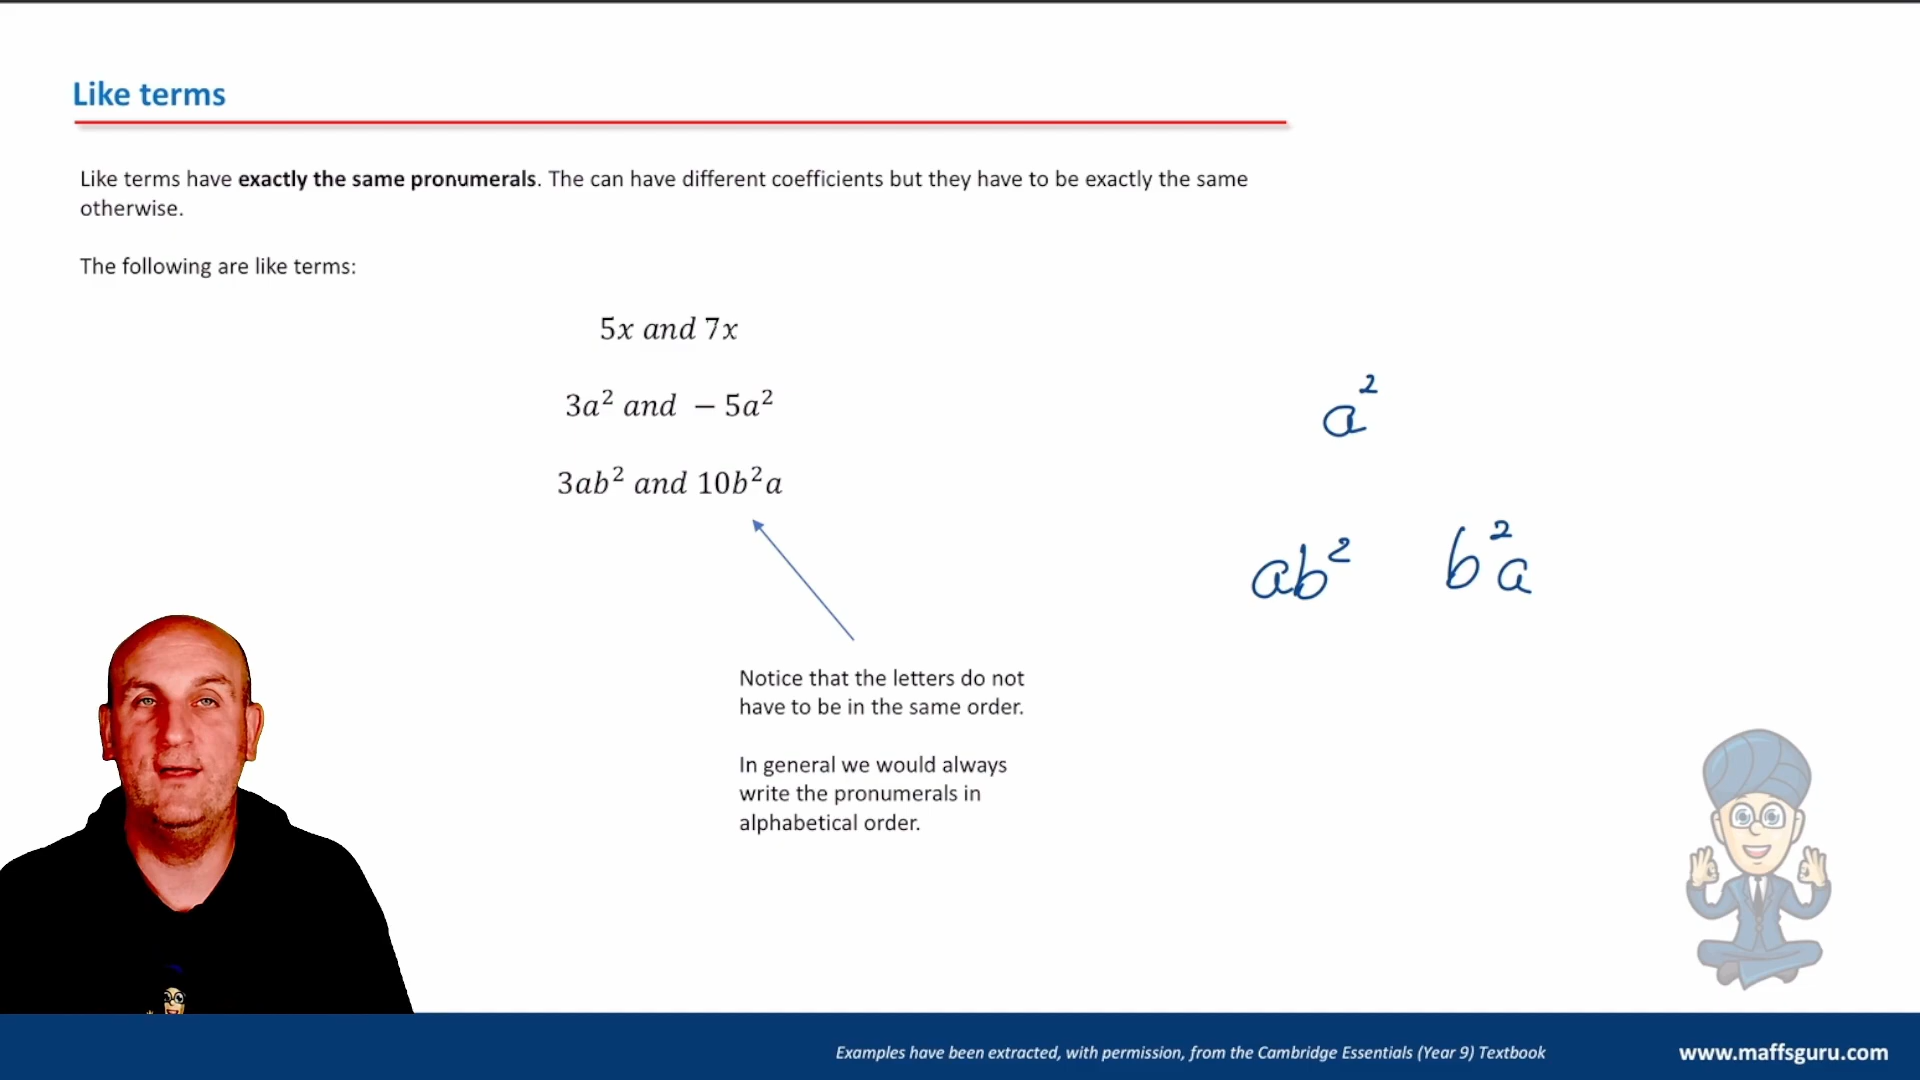 Like terms
Like terms have exactly the same pronumerals. The can have different coefficients but they have to be exactly the same
otherwise.
The following are like terms:
5x and 7x
3a² and − 5a²
3ab² and 10b²a
a²
ab² b²a
Notice that the letters do not
have to be in the same order.
In general we would always
write the pronumerals in
alphabetical order.
Examples have been extracted, with permission, from the Cambridge Essentials (Year 9) Textbook
www.maffsguru.com